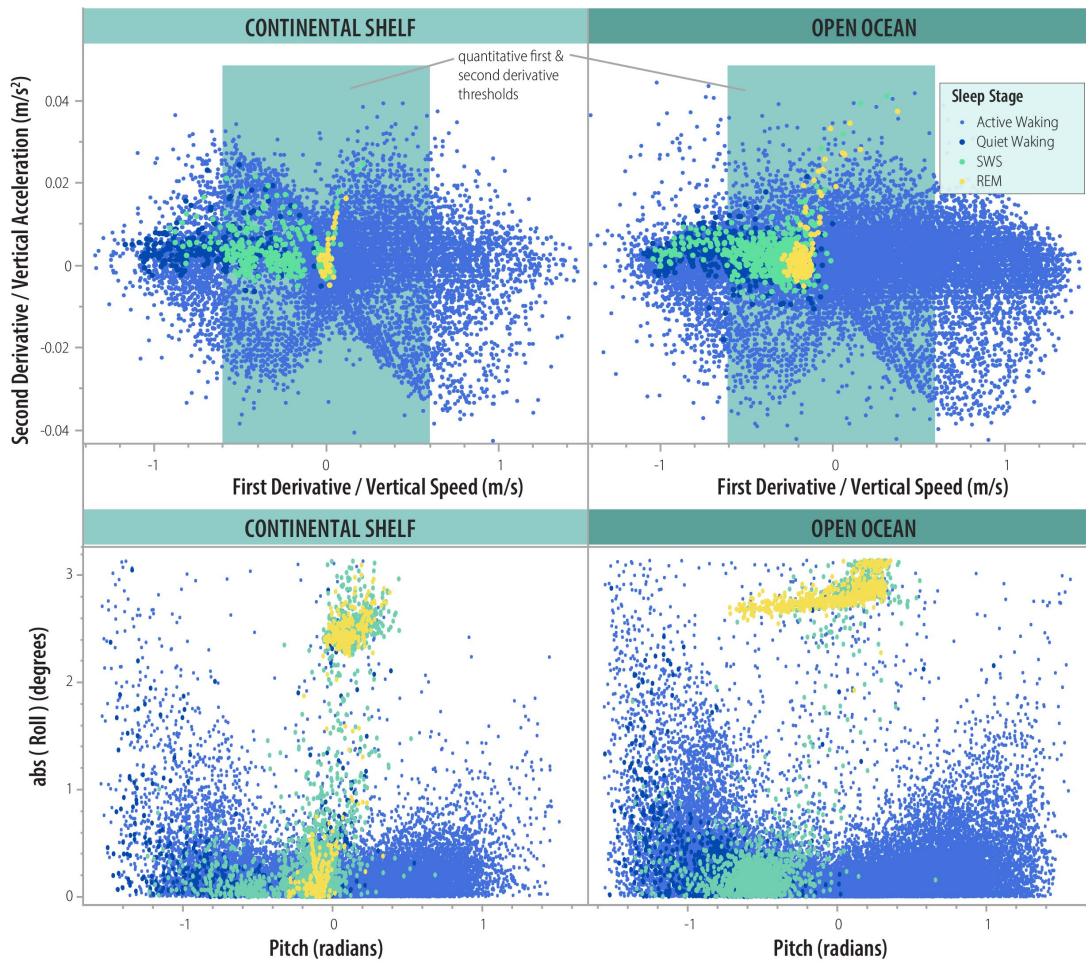 CONTINENTAL SHELF
OPEN OCEAN
quantitative first &
second derivative
thresholds
Sleep Stage
Active Waking
Quiet Waking
SWS
REM
Second Derivative / Vertical Acceleration (m/s²)
0.04
0.02
0
-0.02
-0.04
-1
0
1
-1
0
1
First Derivative / Vertical Speed (m/s)
First Derivative / Vertical Speed (m/s)
CONTINENTAL SHELF
OPEN OCEAN
abs ( Roll ) (degrees)
3
2
1
0
-1
0
1
-1
0
1
Pitch (radians)
Pitch (radians)